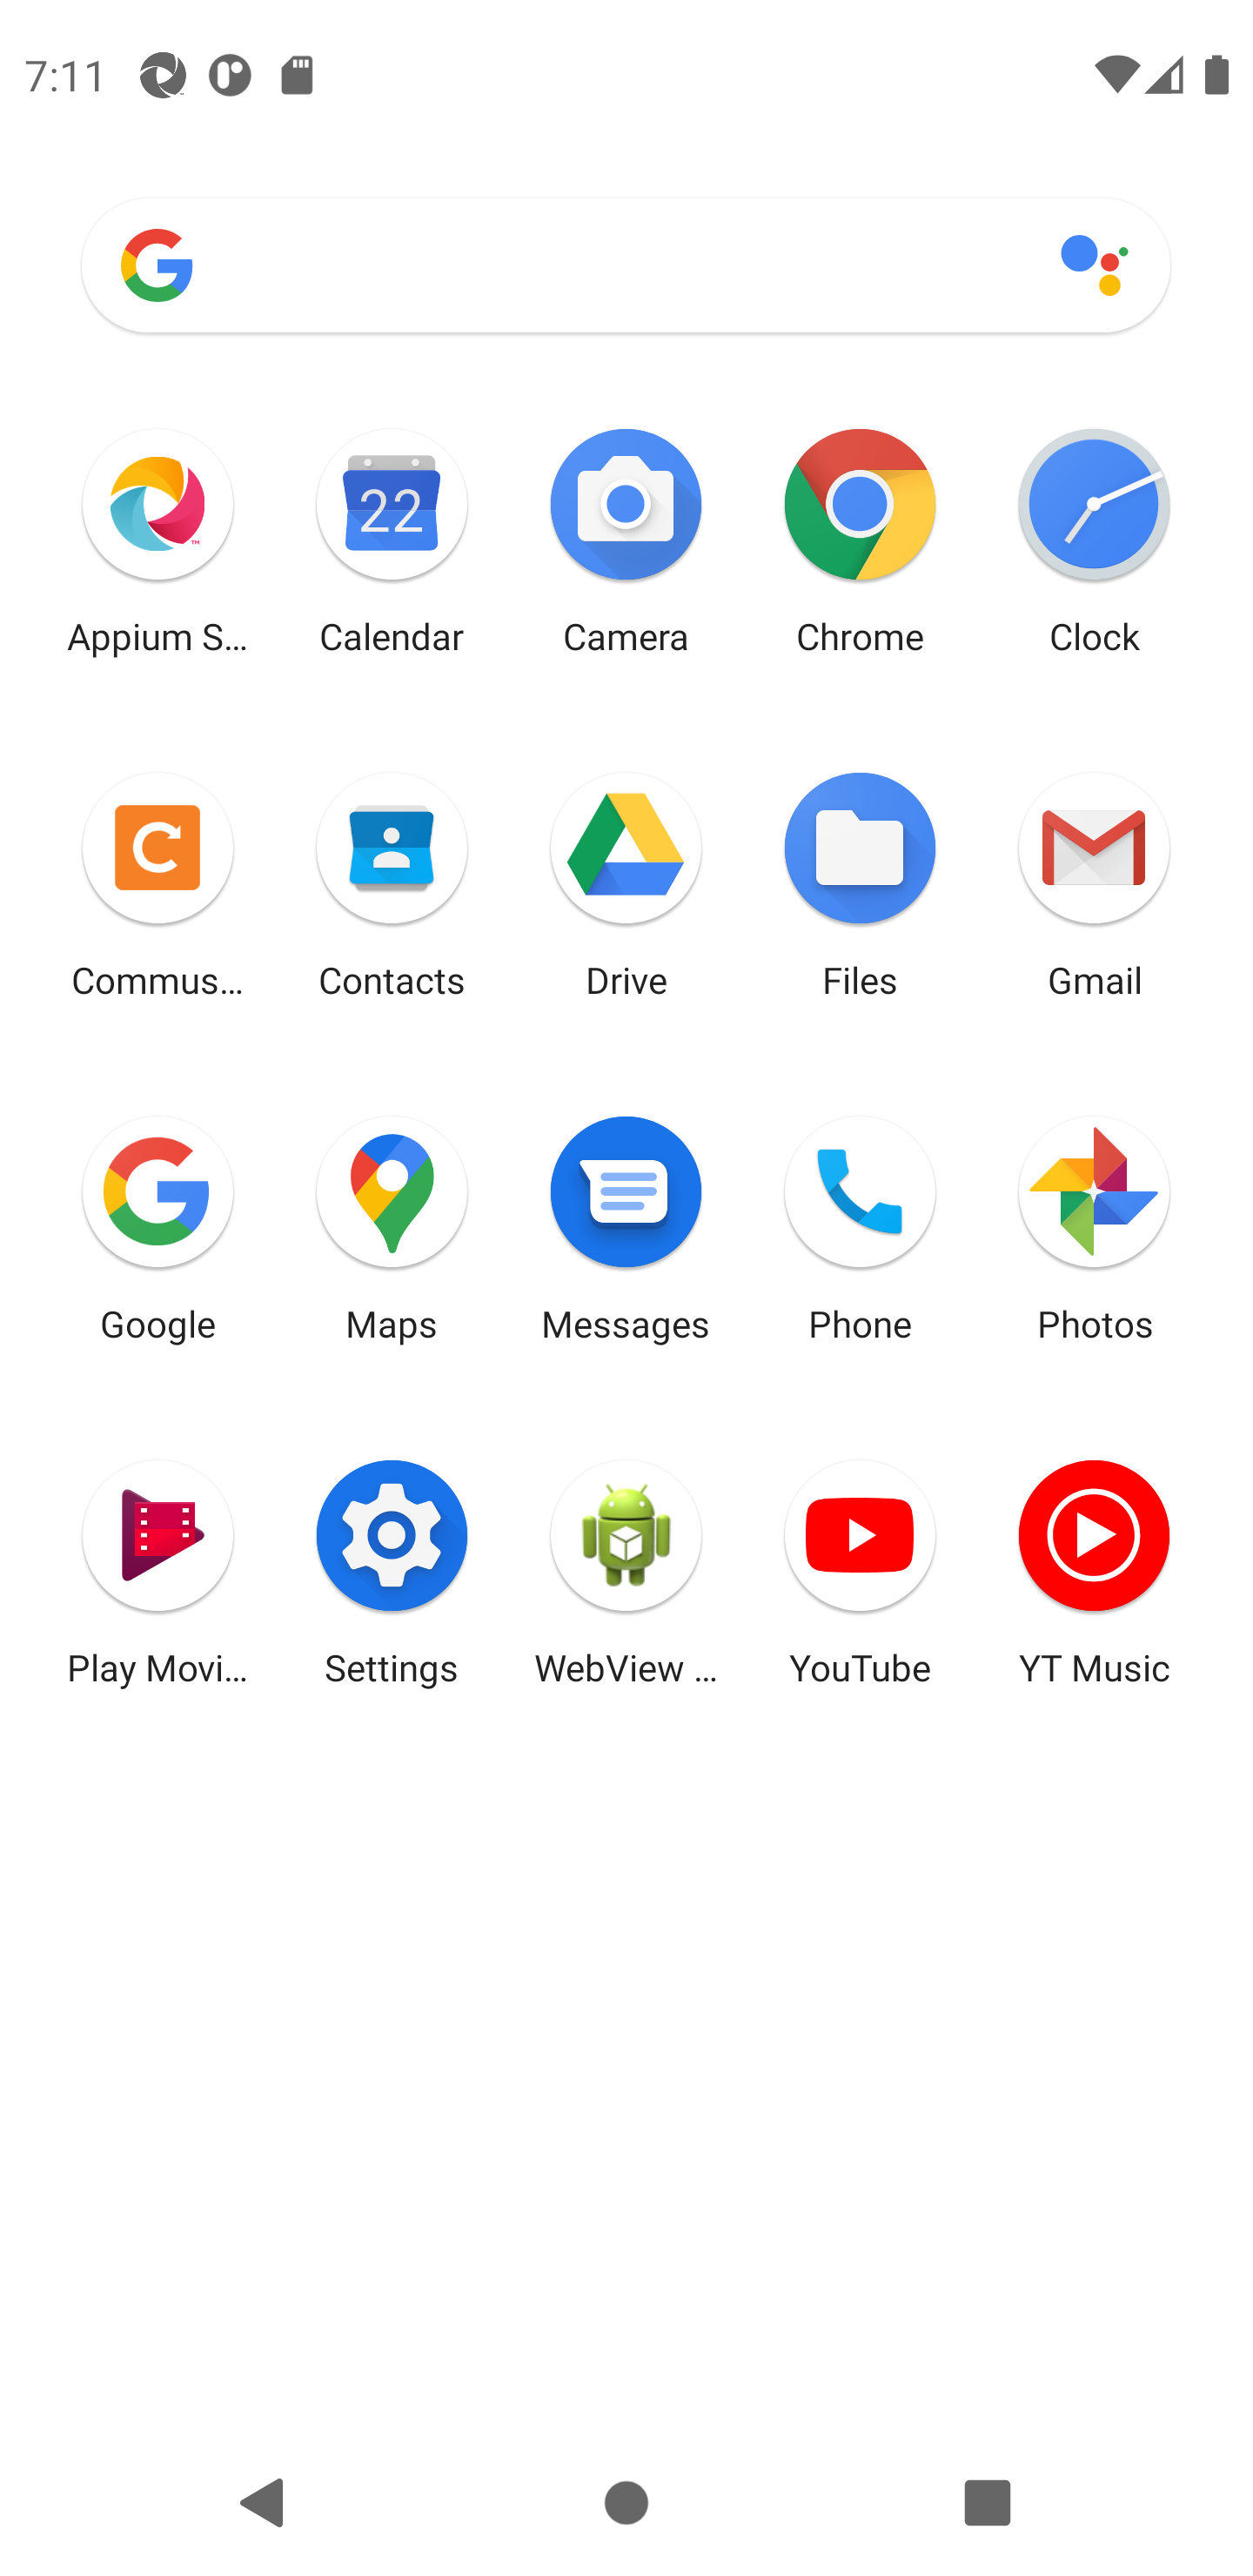 7:11
22
Appium S... Calendar Camera Chrome Clock
Commus... Contacts Drive Files Gmail
Google Maps Messages Phone Photos
Play Movi... Settings WebView ... YouTube YT Music